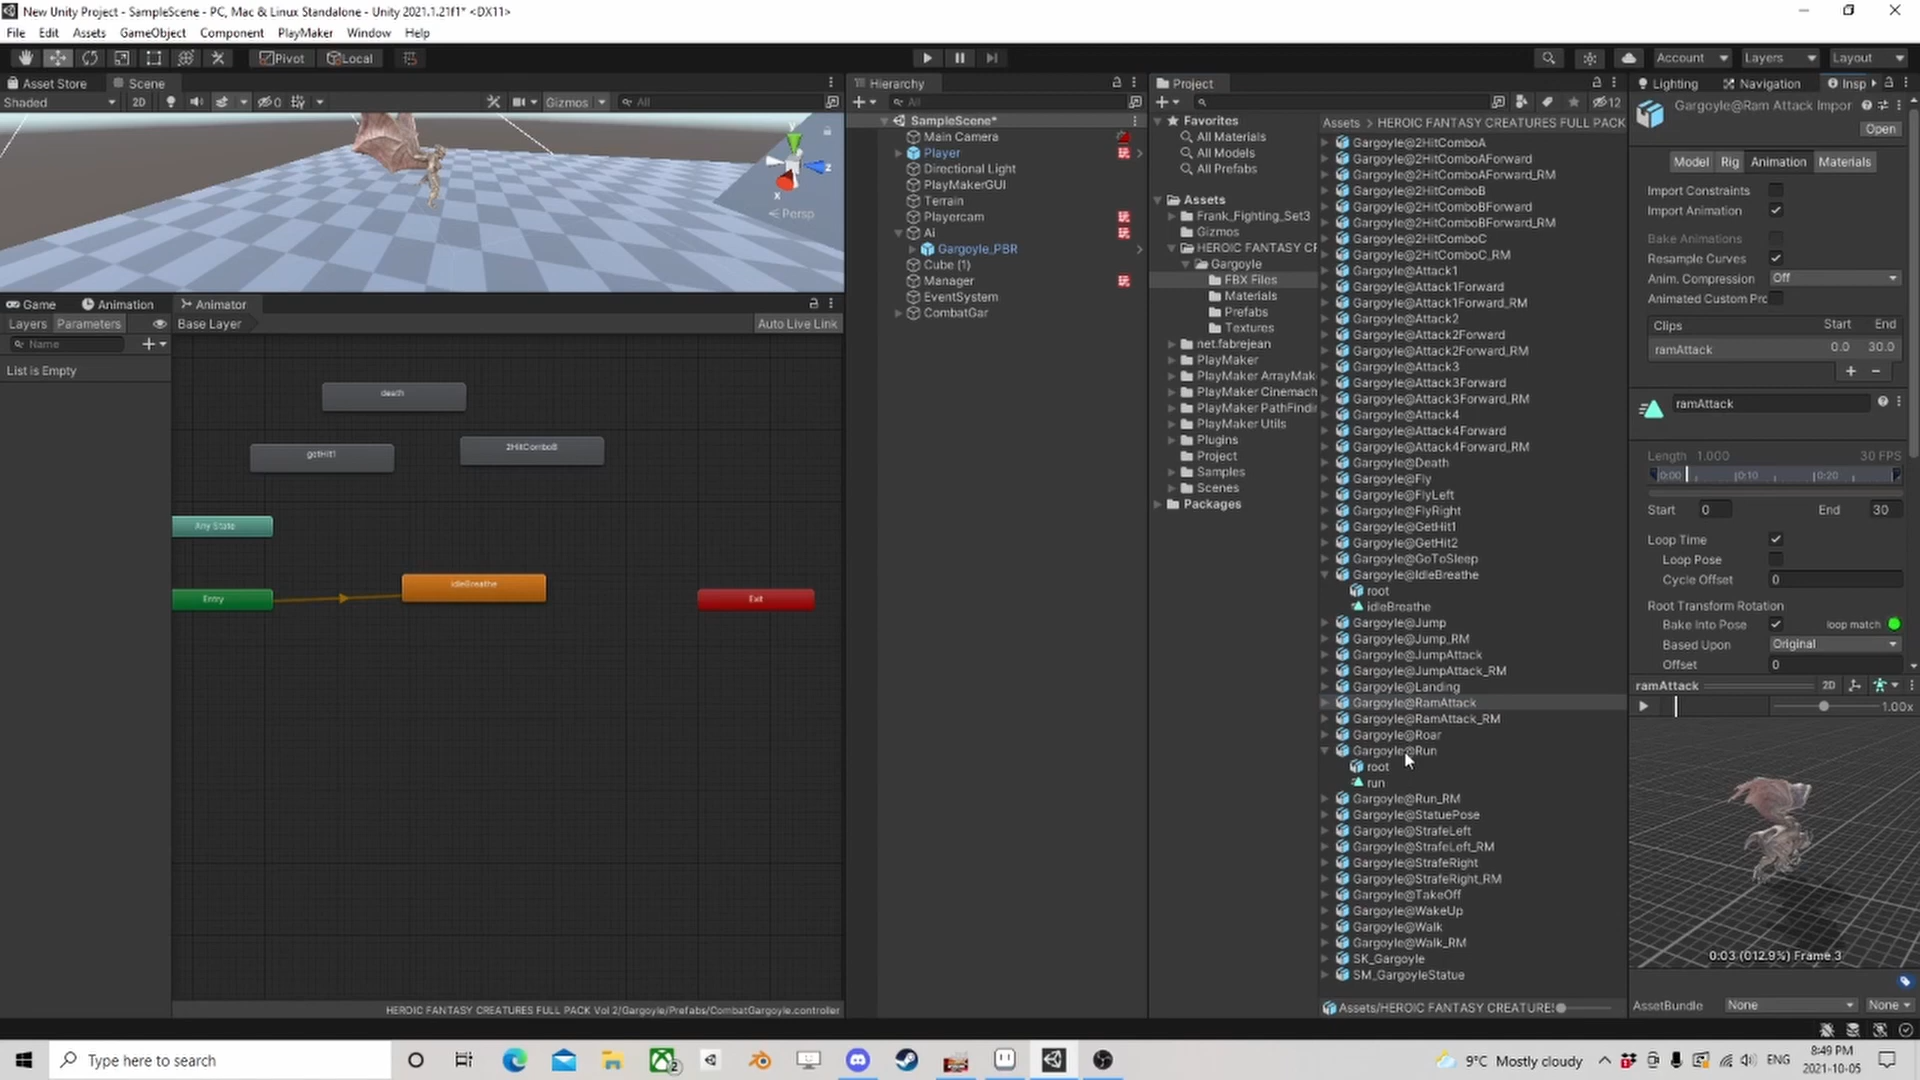 New Unity Project - SampleScene - PC, Mac & Linux Standalone - Unity 2021.1.21f1* <DX11>
File Edit Assets GameObject Component PlayMaker Window Help
Pivot Local Account Layers Layout
Asset Store Scene
Shaded 2D Gizmos All
y
z
x
Persp
Game Animation Animator
Layers Parameters Base Layer Auto Live Link
Name
List is Empty
death
getHit1
2HitComboB
Any State
idleBreathe
Entry
Exit
HEROIC FANTASY CREATURES FULL PACK Vol 2/Gargoyle/Prefabs/CombatGargoyle.controller
Hierarchy
All
SampleScene*
Main Camera
Player
Directional Light
PlayMakerGUI
Terrain
Playercam
Ai
Gargoyle_PBR
Cube (1)
Manager
EventSystem
CombatGar
Project
12
Favorites
All Materials
All Models
All Prefabs
Assets
Frank_Fighting_Set3
Gizmos
HEROIC FANTASY CF
Gargoyle
FBX Files
Materials
Prefabs
Textures
net.fabrejean
PlayMaker
PlayMaker ArrayMak
PlayMaker Cinemach
PlayMaker PathFindin
PlayMaker Utils
Plugins
Project
Samples
Scenes
Packages
Assets > HEROIC FANTASY CREATURES FULL PACK
Gargoyle@2HitComboA
Gargoyle@2HitComboAForward
Gargoyle@2HitComboAForward_RM
Gargoyle@2HitComboB
Gargoyle@2HitComboBForward
Gargoyle@2HitComboBForward_RM
Gargoyle@2HitComboC
Gargoyle@2HitComboC_RM
Gargoyle@Attack1
Gargoyle@Attack1Forward
Gargoyle@Attack1Forward_RM
Gargoyle@Attack2
Gargoyle@Attack2Forward
Gargoyle@Attack2Forward_RM
Gargoyle@Attack3
Gargoyle@Attack3Forward
Gargoyle@Attack3Forward_RM
Gargoyle@Attack4
Gargoyle@Attack4Forward
Gargoyle@Attack4Forward_RM
Gargoyle@Death
Gargoyle@Fly
Gargoyle@FlyLeft
Gargoyle@FlyRight
Gargoyle@GetHit1
Gargoyle@GetHit2
Gargoyle@GoToSleep
Gargoyle@IdleBreathe
root
idleBreathe
Gargoyle@Jump
Gargoyle@Jump_RM
Gargoyle@JumpAttack
Gargoyle@JumpAttack_RM
Gargoyle@Landing
Gargoyle@RamAttack
Gargoyle@RamAttack_RM
Gargoyle@Roar
Gargoyle@Run
root
run
Gargoyle@Run_RM
Gargoyle@StatuePose
Gargoyle@StrafeLeft
Gargoyle@StrafeLeft_RM
Gargoyle@StrafeRight
Gargoyle@StrafeRight_RM
Gargoyle@TakeOff
Gargoyle@WakeUp
Gargoyle@Walk
Gargoyle@Walk_RM
SK_Gargoyle
SM_GargoyleStatue
Assets/HEROIC FANTASY CREATURE
Lighting Navigation Insp
Gargoyle@Ram Attack Impor
Open
Model Rig Animation Materials
Import Constraints
Import Animation
Bake Animations
Resample Curves
Anim. Compression Off
Animated Custom Prc
Clips Start End
ramAttack 0.0 30.0
+ −
ramAttack
Length 1.000 30 FPS
0:00 0:10 0:20
Start 0 End 30
Loop Time
Loop Pose
Cycle Offset 0
Root Transform Rotation
Bake Into Pose loop match
Based Upon Original
Offset 0
ramAttack 2D
1.00x
0:03 (012.9%) Frame 3
AssetBundle None None
Type here to search
2
9°C Mostly cloudy ENG 8:49 PM
2021-10-05